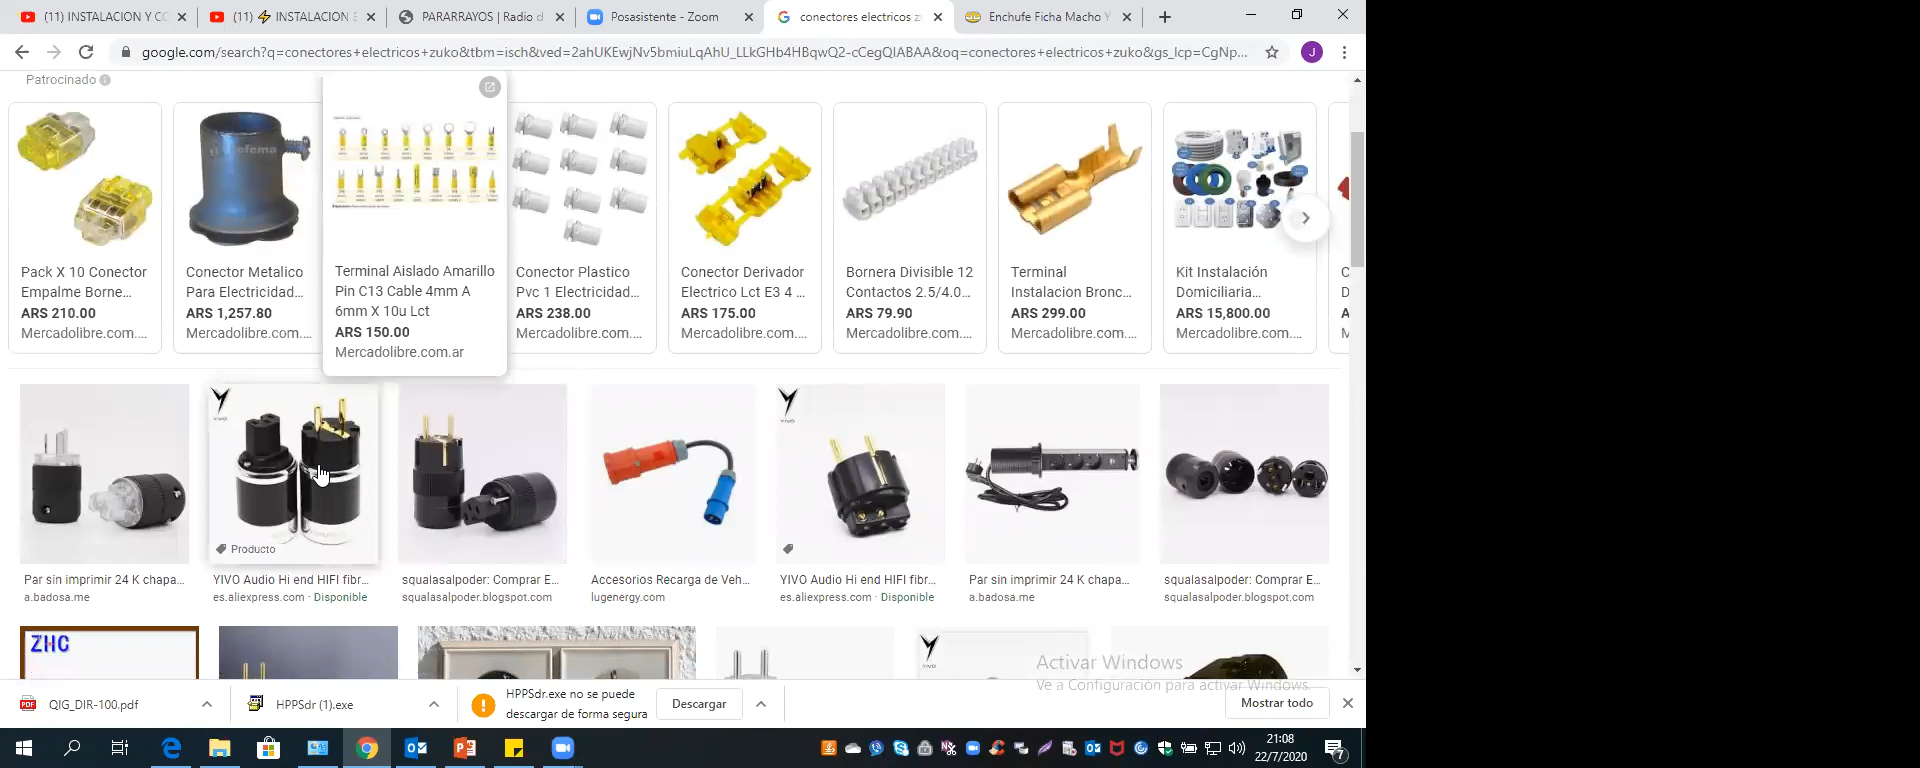 (11) INSTALACION Y CO
(11) ⚡ INSTALACION E
PARARRAYOS | Radio d
Posasistente - Zoom
conectores electricos z
Enchufe Ficha Macho Y
google.com/search?q=conectores+electricos+zuko&tbm=isch&ved=2ahUKEwjNv5bmiuLqAhU_LLkGHb4HBqwQ2-cCegQIABAA&oq=conectores+electricos+zuko&gs_lcp=CgNp...
J
Patrocinado
Pack X 10 Conector
Empalme Borne...
ARS 210.00
Mercadolibre.com....
Conector Metalico
Para Electricidad...
ARS 1,257.80
Mercadolibre.com....
Terminal Aislado Amarillo
Pin C13 Cable 4mm A
6mm X 10u Lct
ARS 150.00
Mercadolibre.com.ar
Conector Plastico
Pvc 1 Electricidad...
ARS 238.00
Mercadolibre.com....
Conector Derivador
Electrico Lct E3 4 ...
ARS 175.00
Mercadolibre.com....
Bornera Divisible 12
Contactos 2.5/4.0...
ARS 79.90
Mercadolibre.com....
Terminal
Instalacion Bronc...
ARS 299.00
Mercadolibre.com....
Kit Instalación
Domiciliaria...
ARS 15,800.00
Mercadolibre.com....
YIVO
YIVO
Producto
Par sin imprimir 24 K chapa...
a.badosa.me
YIVO Audio Hi end HIFI fibr...
es.aliexpress.com · Disponible
squalasalpoder: Comprar E...
squalasalpoder.blogspot.com
Accesorios Recarga de Veh...
lugenergy.com
YIVO Audio Hi end HIFI fibr...
es.aliexpress.com · Disponible
Par sin imprimir 24 K chapa...
a.badosa.me
squalasalpoder: Comprar E...
squalasalpoder.blogspot.com
ZHC
YIVO
Activar Windows
Ve a Configuración para activar Windows.
QIG_DIR-100.pdf
HPPSdr (1).exe
HPPSdr.exe no se puede
descargar de forma segura
Descargar
Mostrar todo
21:08
22/7/2020
7